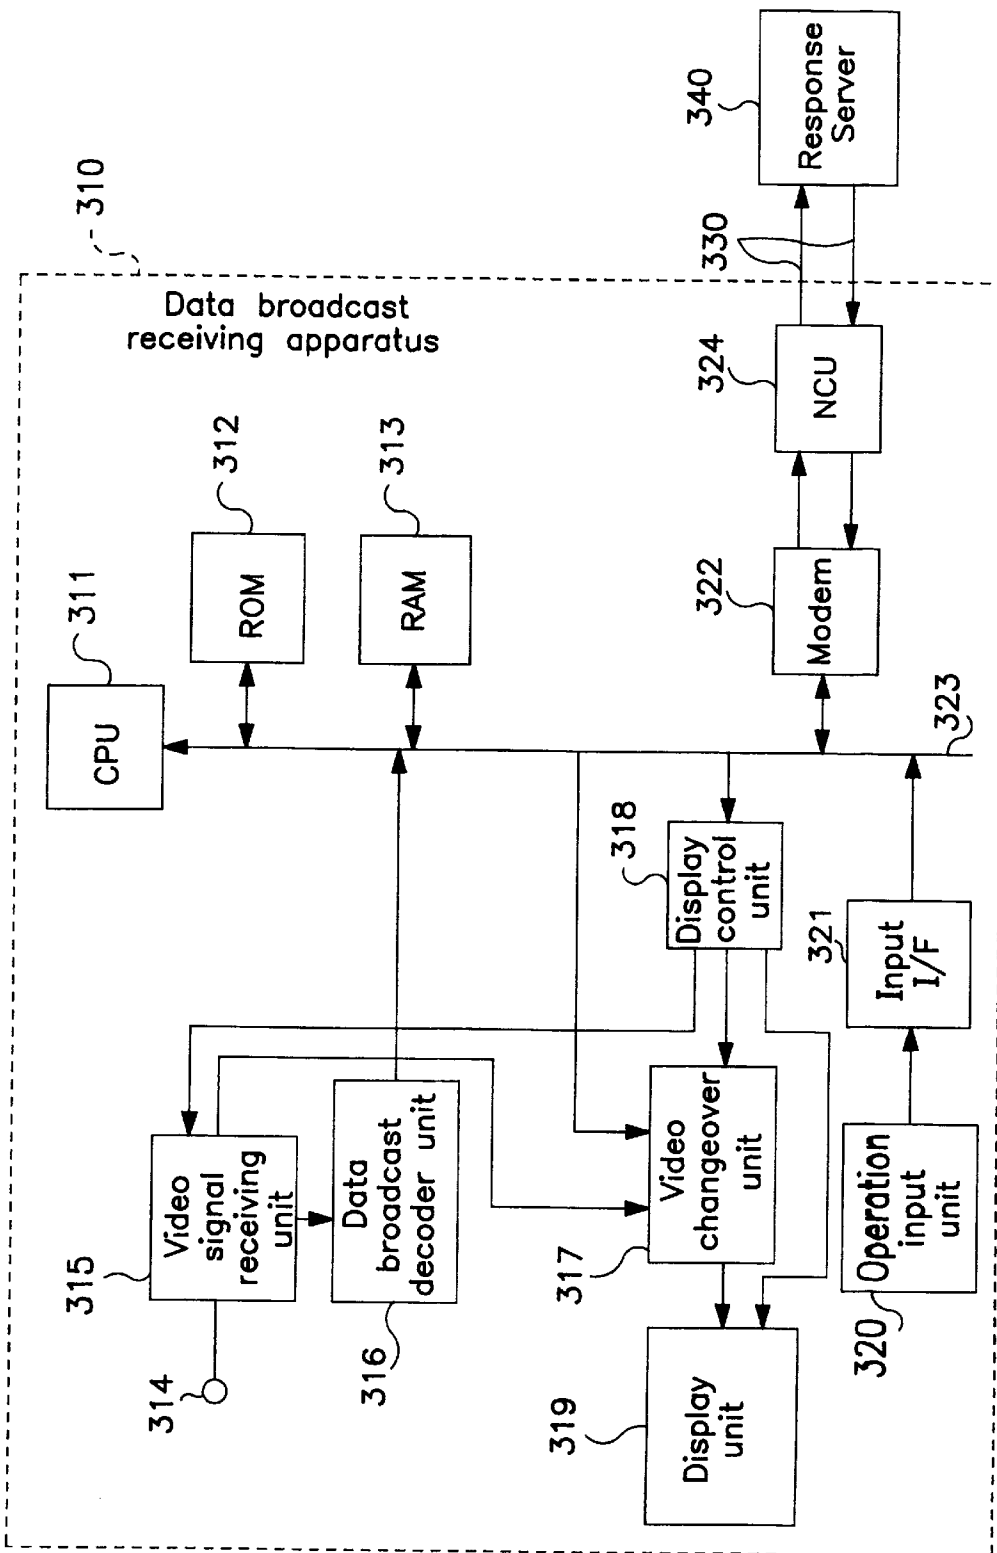 310
Data broadcast
receiving apparatus
311
CPU
312
ROM
313
RAM
314
315
Video
signal
receiving
unit
316
Data
broadcast
decoder unit
317
Video
changeover
unit
318
Display
control
unit
319
Display
unit
320
Operation
input
unit
321
Input
I/F
323
322
Modem
324
NCU
330
340
Response
Server